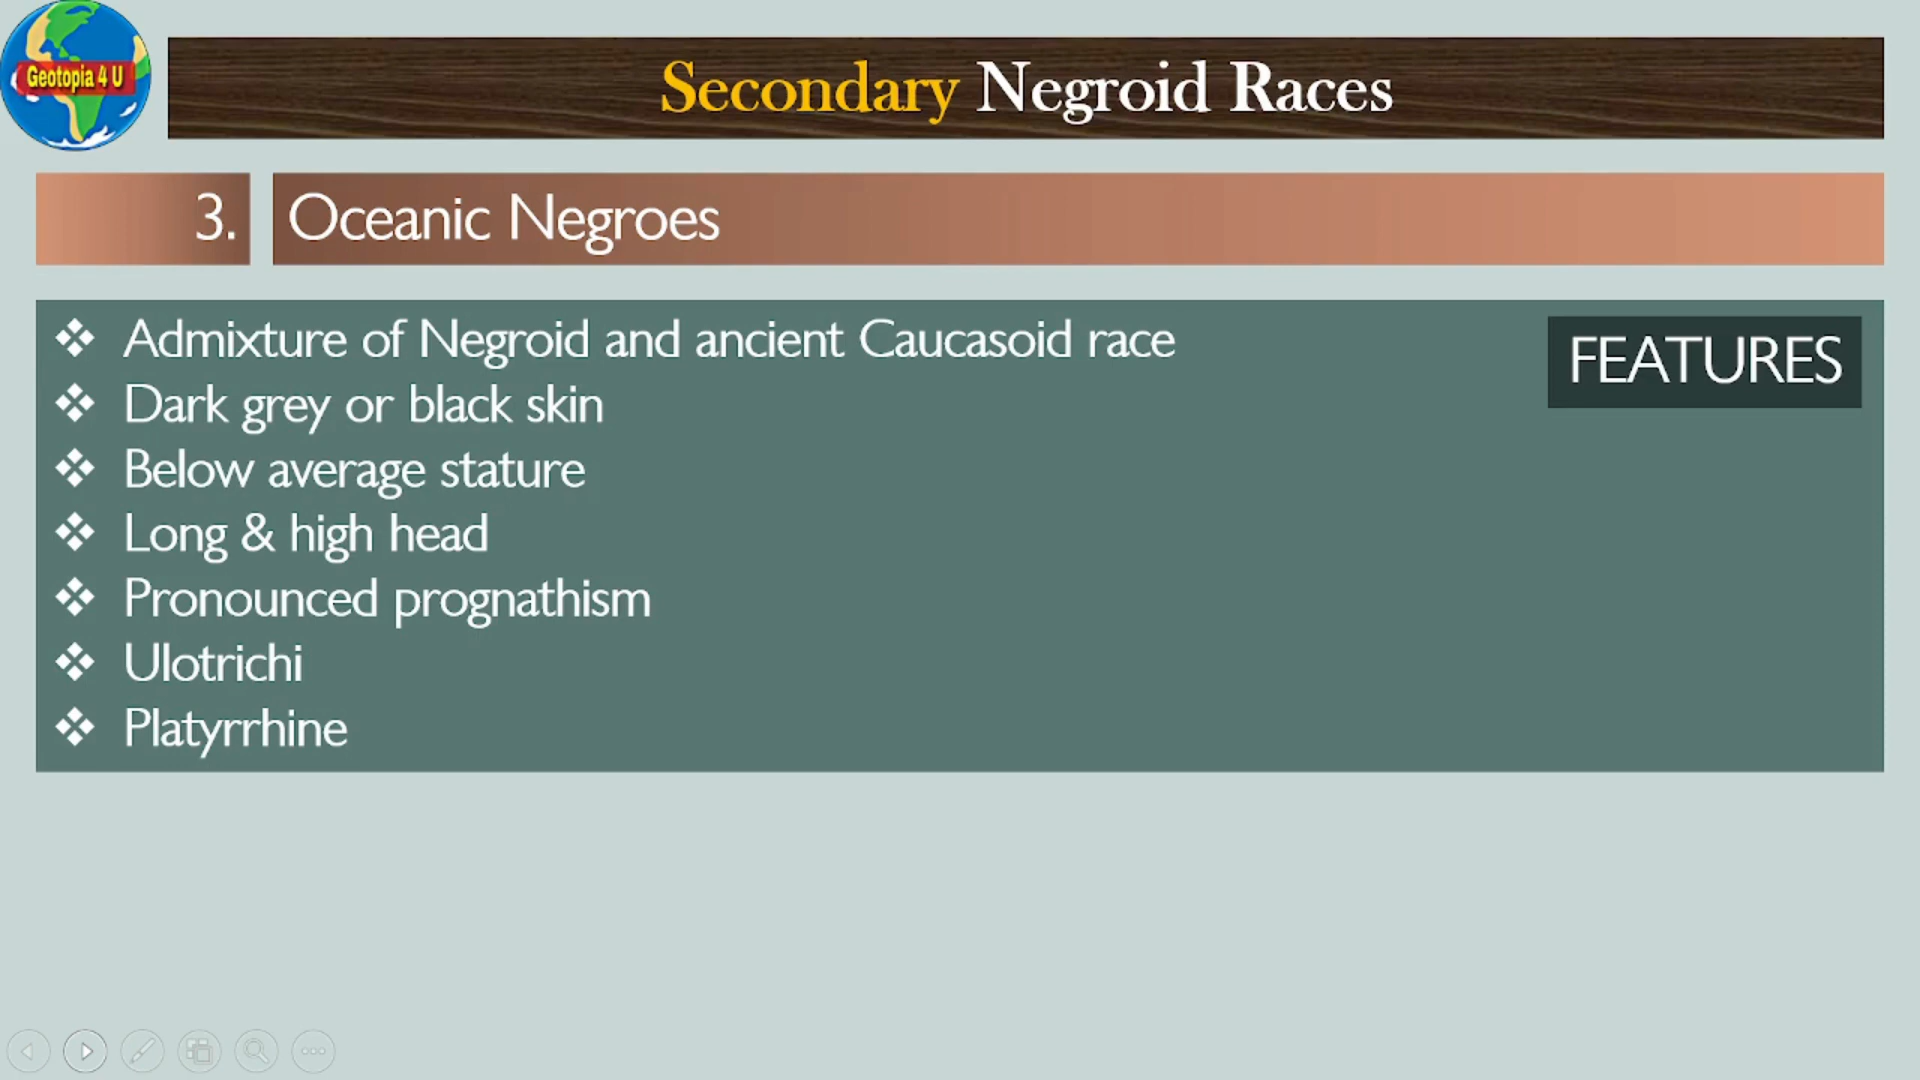 Geotopia 4 U
Secondary Negroid Races
3. Oceanic Negroes
FEATURES
Admixture of Negroid and ancient Caucasoid race
Dark grey or black skin
Below average stature
Long & high head
Pronounced prognathism
Ulotrichi
Platyrrhine